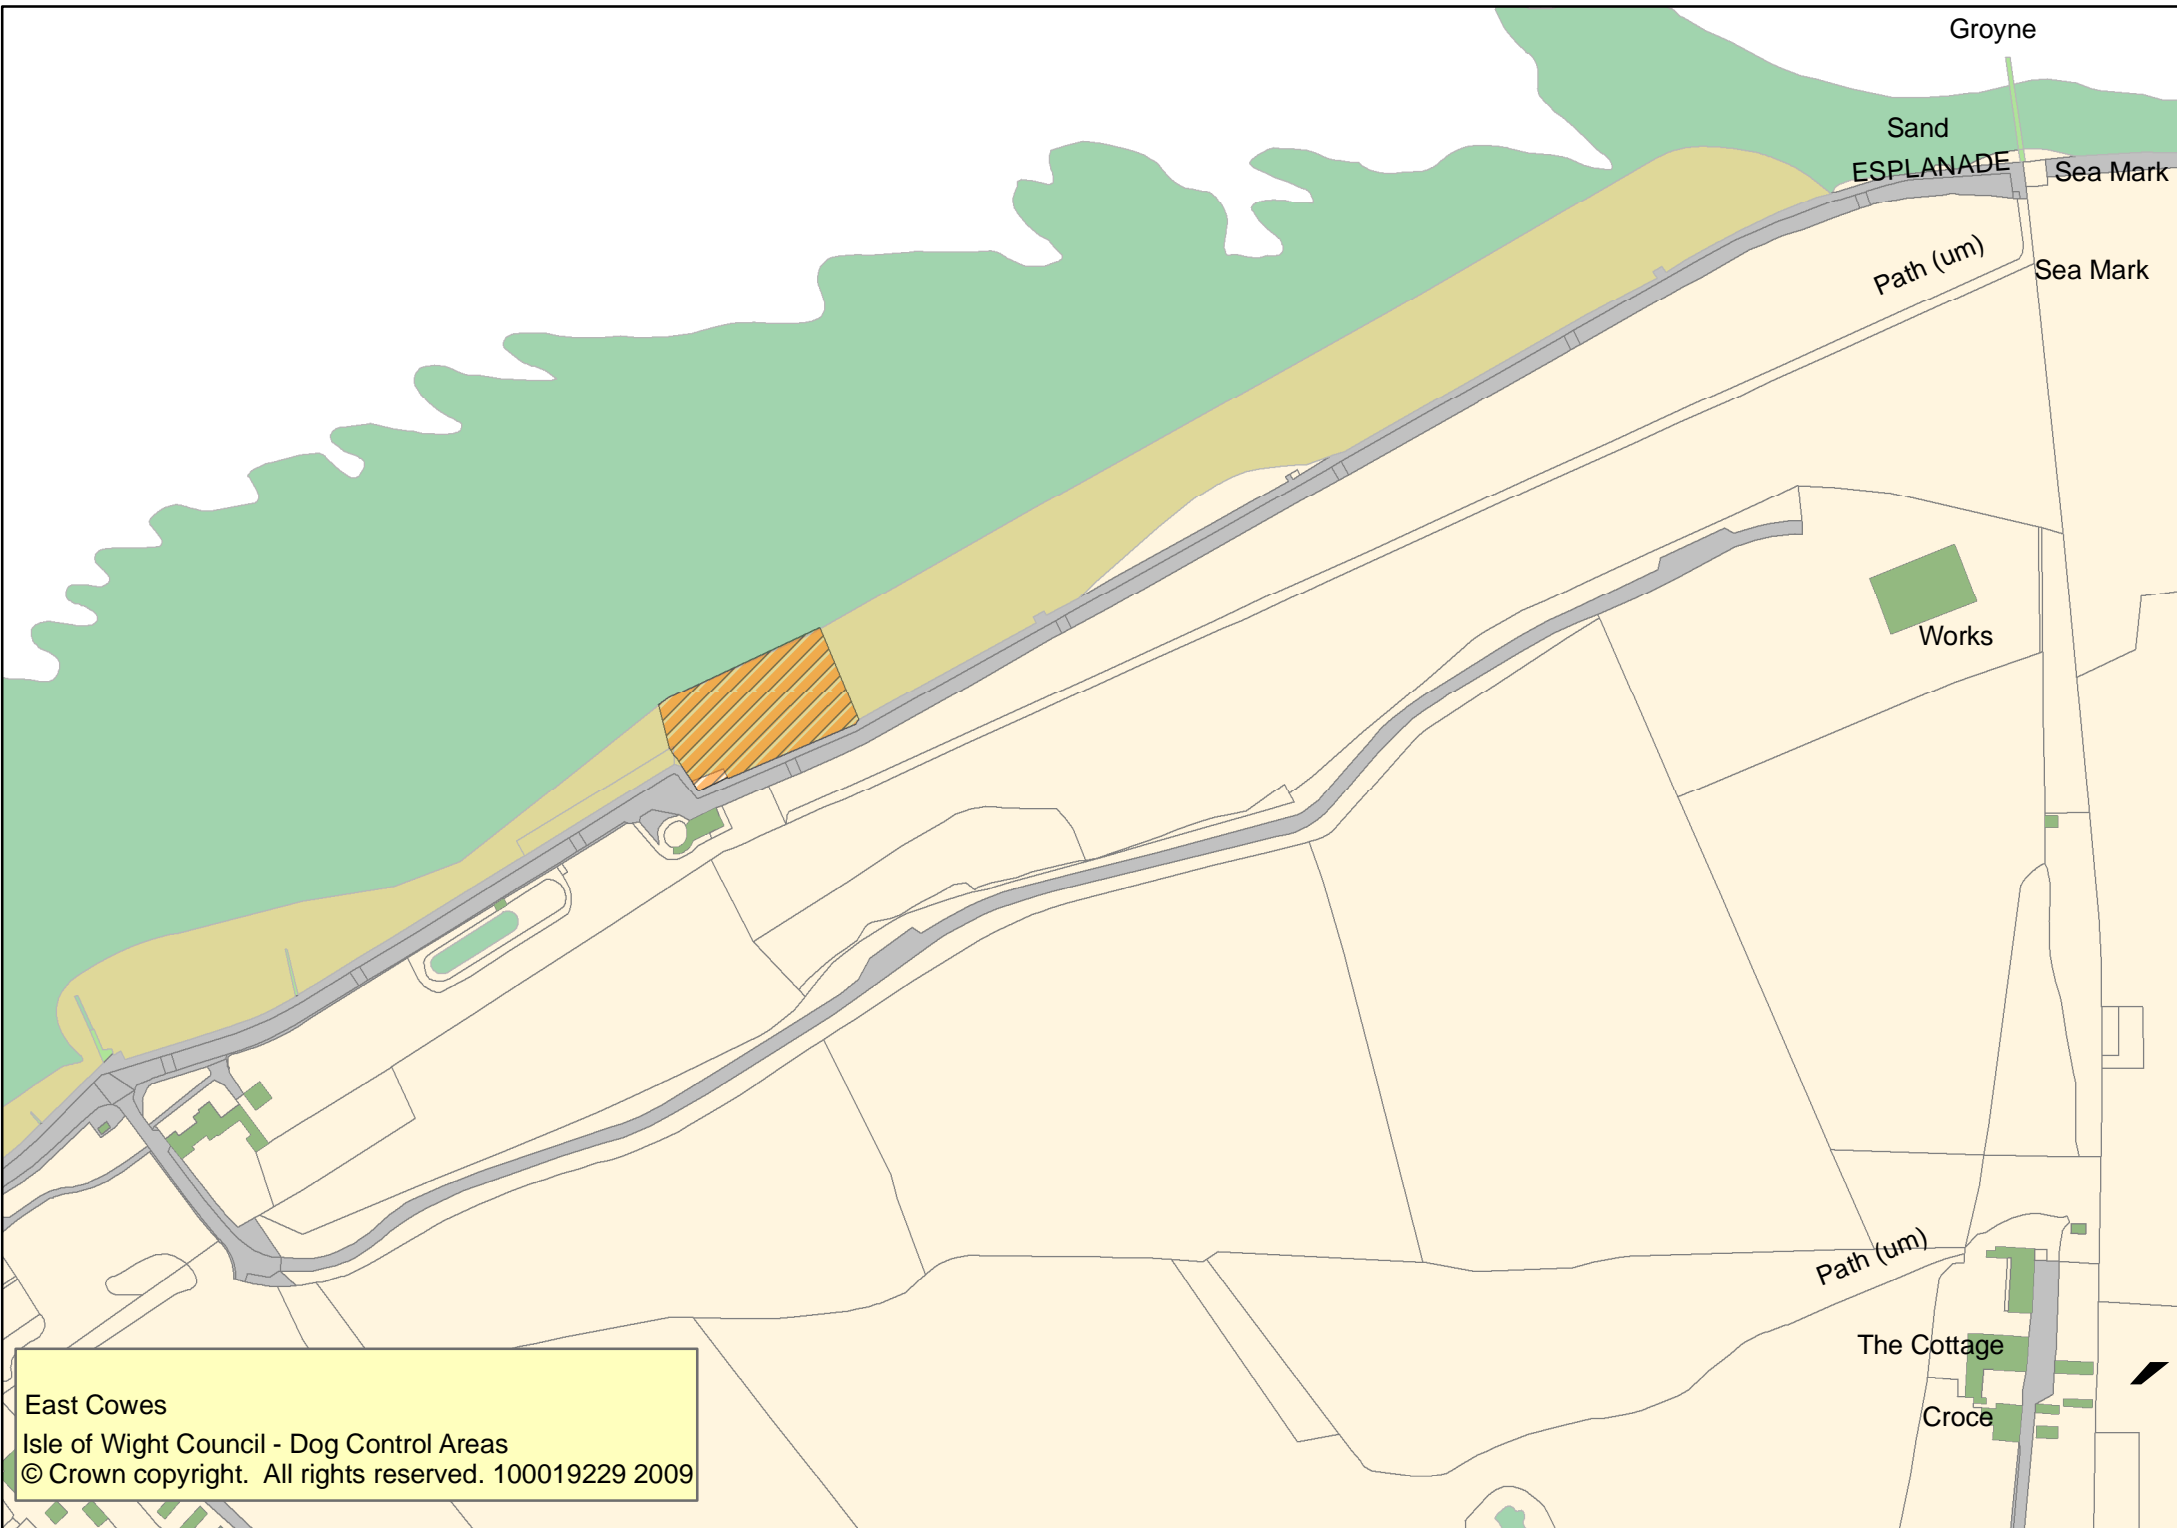 Groyne
Sand
ESPLANADE
Sea Mark
Path (um)
Sea Mark
Works
Path (um)
The Cottage
Croce
East Cowes
Isle of Wight Council - Dog Control Areas
© Crown copyright.  All rights reserved. 100019229 2009